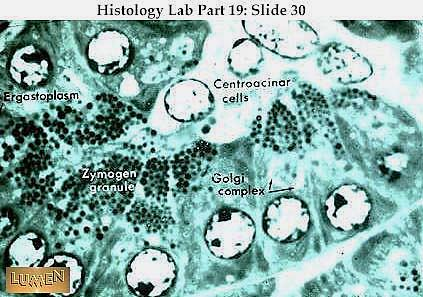 Histology Lab Part 19: Slide 30
Centroacinar
cells
Ergastoplasm
Zymogen
granule
Golgi
complex
LUMEN